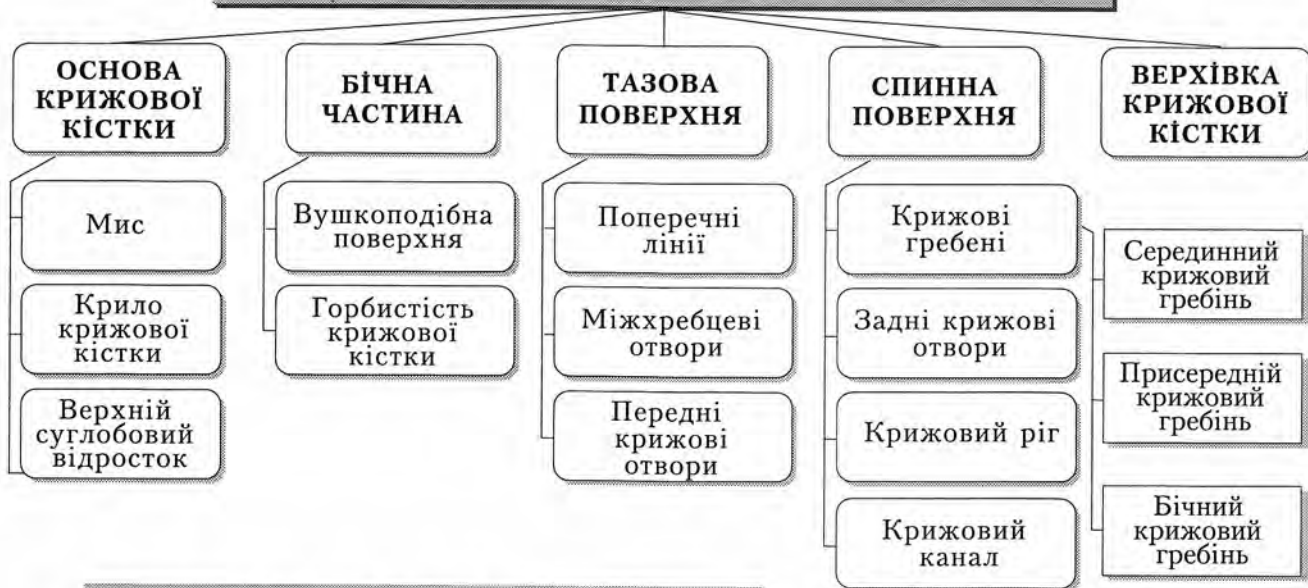 ОСНОВА
КРИЖОВОЇ
КІСТКИ
БІЧНА
ЧАСТИНА
ТАЗОВА
ПОВЕРХНЯ
СПИННА
ПОВЕРХНЯ
ВЕРХІВКА
КРИЖОВОЇ
КІСТКИ
Мис
Крило
крижової
кістки
Верхній
суглобовий
відросток
Вушкоподібна
поверхня
Горбистість
крижової
кістки
Поперечні
лінії
Міжхребцеві
отвори
Передні
крижові
отвори
Крижові
гребені
Задні крижові
отвори
Крижовий ріг
Крижовий
канал
Серединний
крижовий
гребінь
Присередній
крижовий
гребінь
Бічний
крижовий
гребінь